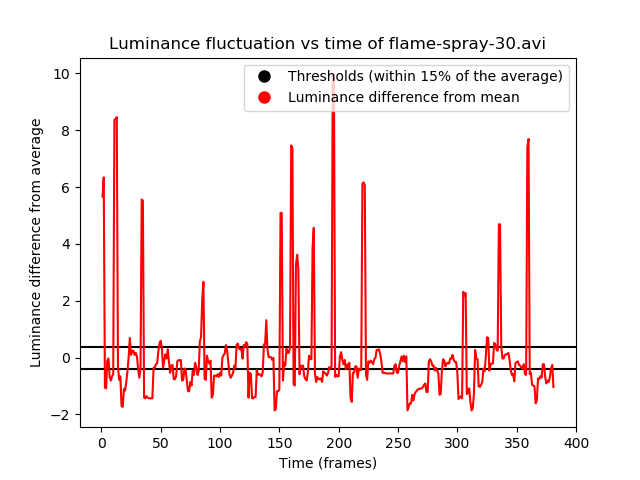 Luminance fluctuation vs time of flame-spray-30.avi
Thresholds (within 15% of the average)
Luminance difference from mean
Luminance difference from average
10
8
6
4
2
0
−2
0 50 100 150 200 250 300 350 400
Time (frames)